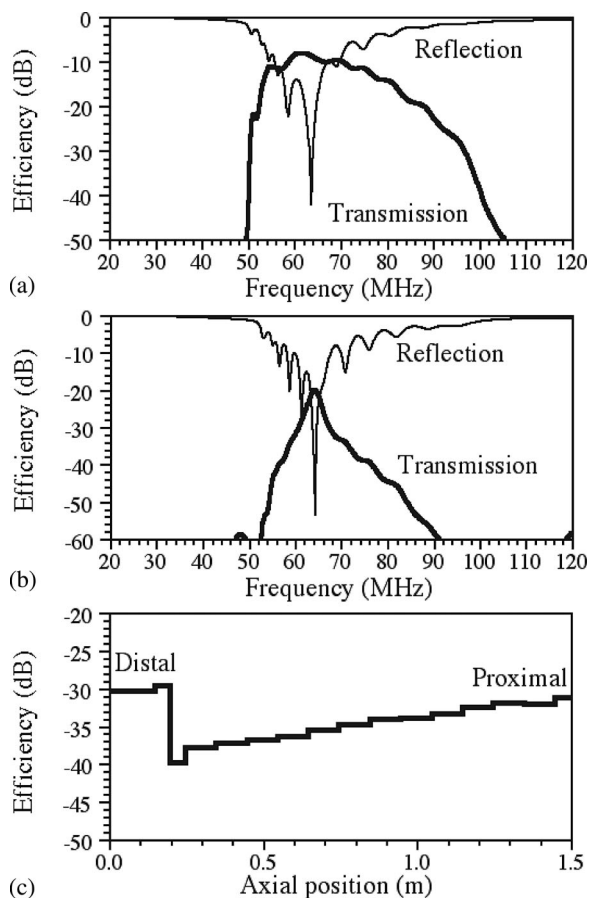 0
-10
-20
-30
-40
-50
Efficiency (dB)
Reflection
Transmission
20 30 40 50 60 70 80 90 100 110 120
(a)
Frequency (MHz)
0
-10
-20
-30
-40
-50
-60
Efficiency (dB)
Reflection
Transmission
20 30 40 50 60 70 80 90 100 110 120
(b)
Frequency (MHz)
-20
-25
-30
-35
-40
-45
-50
Efficiency (dB)
Distal
Proximal
0.0 0.5 1.0 1.5
(c)
Axial position (m)